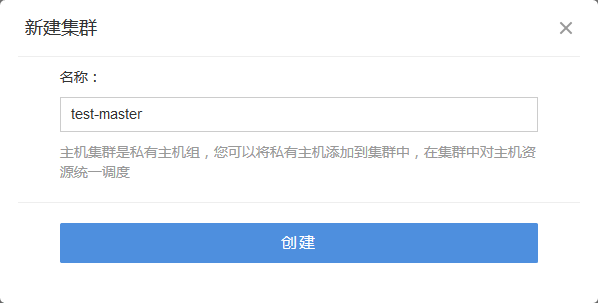 新建集群
名称：
test-master
主机集群是私有主机组，您可以将私有主机添加到集群中，在集群中对主机资
源统一调度
创建